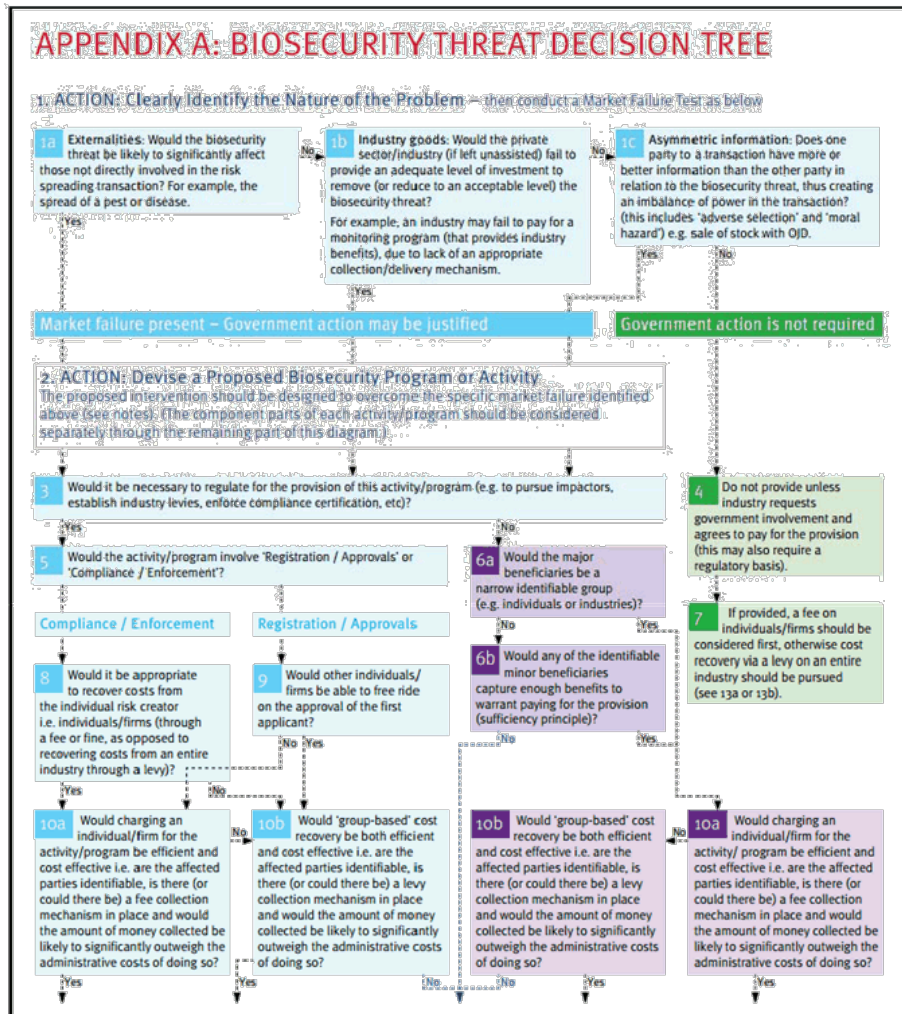 APPENDIX A: BIOSECURITY THREAT DECISION TREE
1. ACTION: Clearly Identify the Nature of the Problem – then conduct a Market Failure Test as below
1a Externalities: Would the biosecurity
threat be likely to significantly affect
those not directly involved in the risk
spreading transaction? For example, the
spread of a pest or disease.
No
1b Industry goods: Would the private
sector/industry (if left unassisted) fail to
provide an adequate level of investment to
remove (or reduce to an acceptable level) the
biosecurity threat?
For example, an industry may fail to pay for a
monitoring program (that provides industry
benefits), due to lack of an appropriate
collection/delivery mechanism.
No
1c Asymmetric information: Does one
party to a transaction have more or
better information than the other party in
relation to the biosecurity threat, thus creating
an imbalance of power in the transaction?
(this includes 'adverse selection' and 'moral
hazard') e.g. sale of stock with OJD.
Yes
Yes
Yes
No
Market failure present – Government action may be justified
Government action is not required
2. ACTION: Devise a Proposed Biosecurity Program or Activity
The proposed intervention should be designed to overcome the specific market failure identified
above (see notes). (The component parts of each activity/program should be considered
separately through the remaining part of this diagram.)
3 Would it be necessary to regulate for the provision of this activity/program (e.g. to pursue impactors,
establish industry levies, enforce compliance certification, etc)?
4 Do not provide unless
industry requests
government involvement and
agrees to pay for the provision
(this may also require a
regulatory basis).
Yes
No
5 Would the activity/program involve 'Registration / Approvals' or
'Compliance / Enforcement'?
6a Would the major
beneficiaries be a
narrow identifiable group
(e.g. individuals or industries)?
Compliance / Enforcement
Registration / Approvals
No
Yes
7 If provided, a fee on
individuals/firms should be
considered first, otherwise cost
recovery via a levy on an entire
industry should be pursued
(see 13a or 13b).
8 Would it be appropriate
to recover costs from
the individual risk creator
i.e. individuals/firms (through
a fee or fine, as opposed to
recovering costs from an entire
industry through a levy)?
9 Would other individuals/
firms be able to free ride
on the approval of the first
applicant?
6b Would any of the identifiable
minor beneficiaries
capture enough benefits to
warrant paying for the provision
(sufficiency principle)?
No
Yes
No
Yes
Yes
No
10a Would charging an
individual/firm for the
activity/program be efficient and
cost effective i.e. are the affected
parties identifiable, is there (or
could there be) a fee collection
mechanism in place and would
the amount of money collected be
likely to significantly outweigh the
administrative costs of doing so?
No
10b Would 'group-based' cost
recovery be both efficient
and cost effective i.e. are the
affected parties identifiable, is
there (or could there be) a levy
collection mechanism in place
and would the amount of money
collected be likely to significantly
outweigh the administrative costs
of doing so?
10b Would 'group-based' cost
recovery be both efficient
and cost effective i.e. are the
affected parties identifiable, is
there (or could there be) a levy
collection mechanism in place
and would the amount of money
collected be likely to significantly
outweigh the administrative costs
of doing so?
No
10a Would charging an
individual/firm for the
activity/ program be efficient and
cost effective i.e. are the affected
parties identifiable, is there (or
could there be) a fee collection
mechanism in place and would
the amount of money collected be
likely to significantly outweigh the
administrative costs of doing so?
Yes
Yes
No
No
Yes
Yes